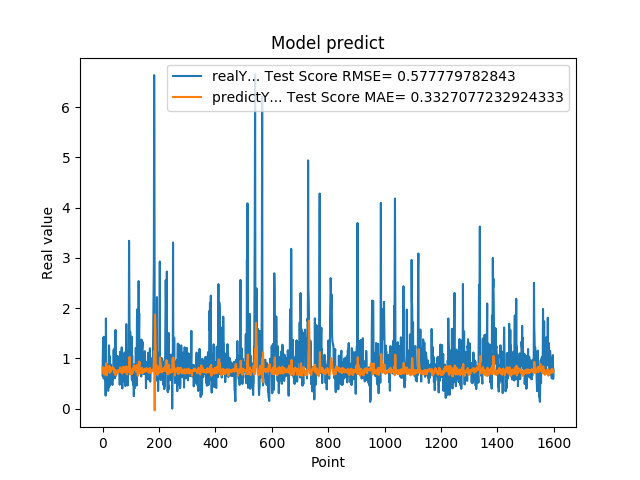 Model predict
realY... Test Score RMSE= 0.577779782843
predictY... Test Score MAE= 0.3327077232924333
Real value
6
5
4
3
2
1
0
0 200 400 600 800 1000 1200 1400 1600
Point